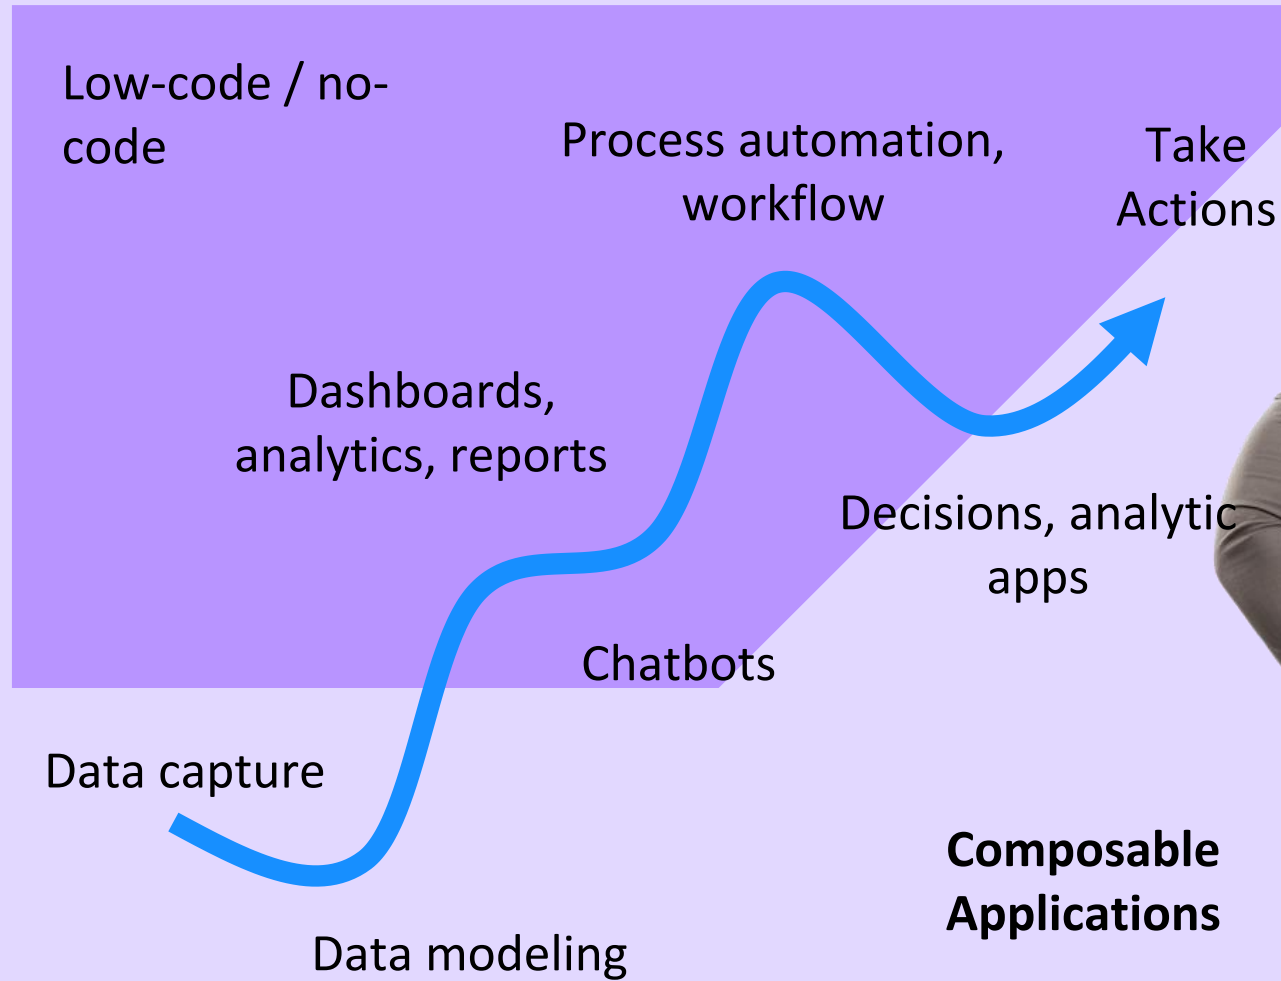 Low-code / no-
code
Process automation,
workflow
Take
Actions
Dashboards,
analytics, reports
Decisions, analytic
apps
Chatbots
Data capture
Composable
Applications
Data modeling